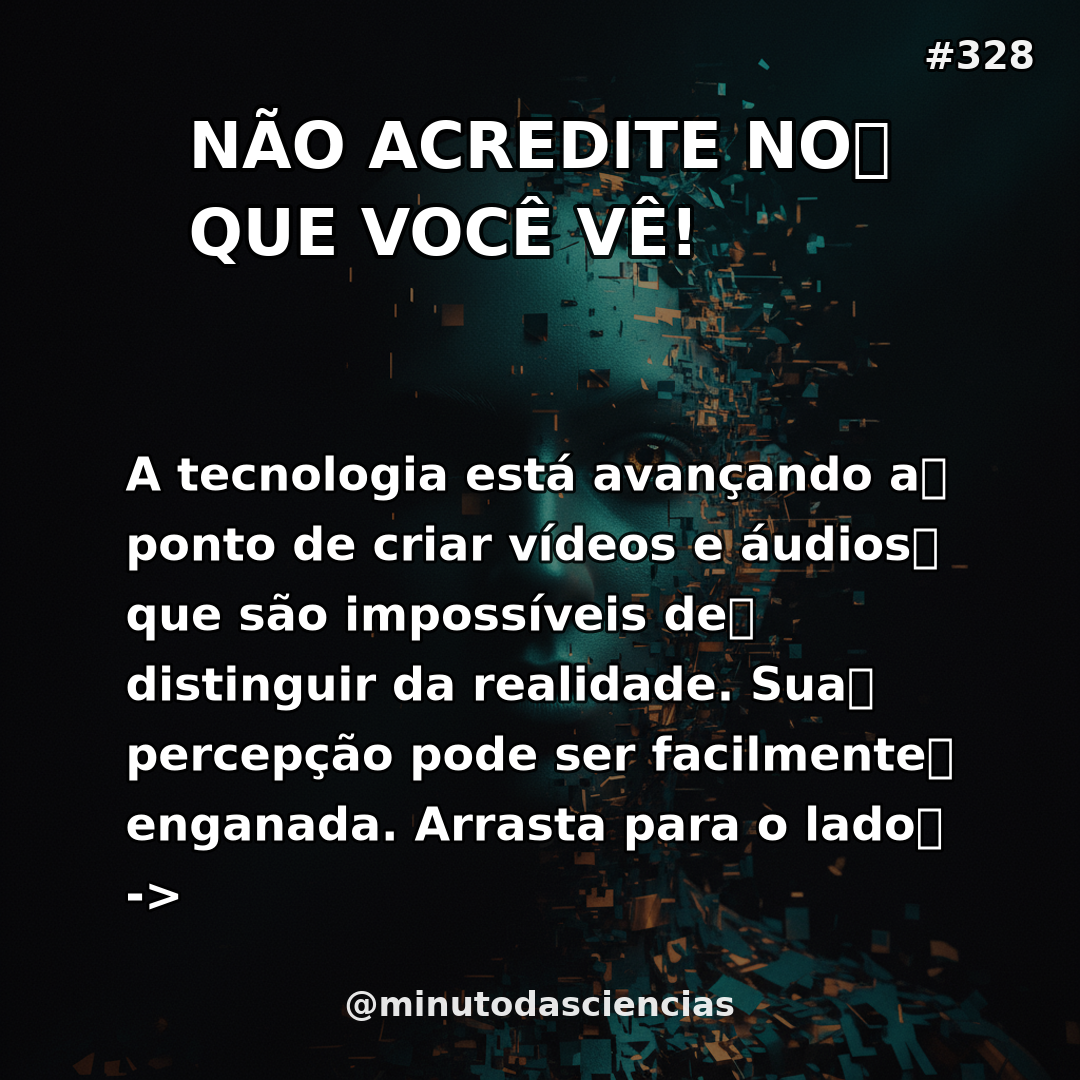 #328
NÃO ACREDITE NO▯
QUE VOCÊ VÊ!
A tecnologia está avançando a▯
ponto de criar vídeos e áudios▯
que são impossíveis de▯
distinguir da realidade. Sua▯
percepção pode ser facilmente▯
enganada. Arrasta para o lado▯
->
@minutodasciencias